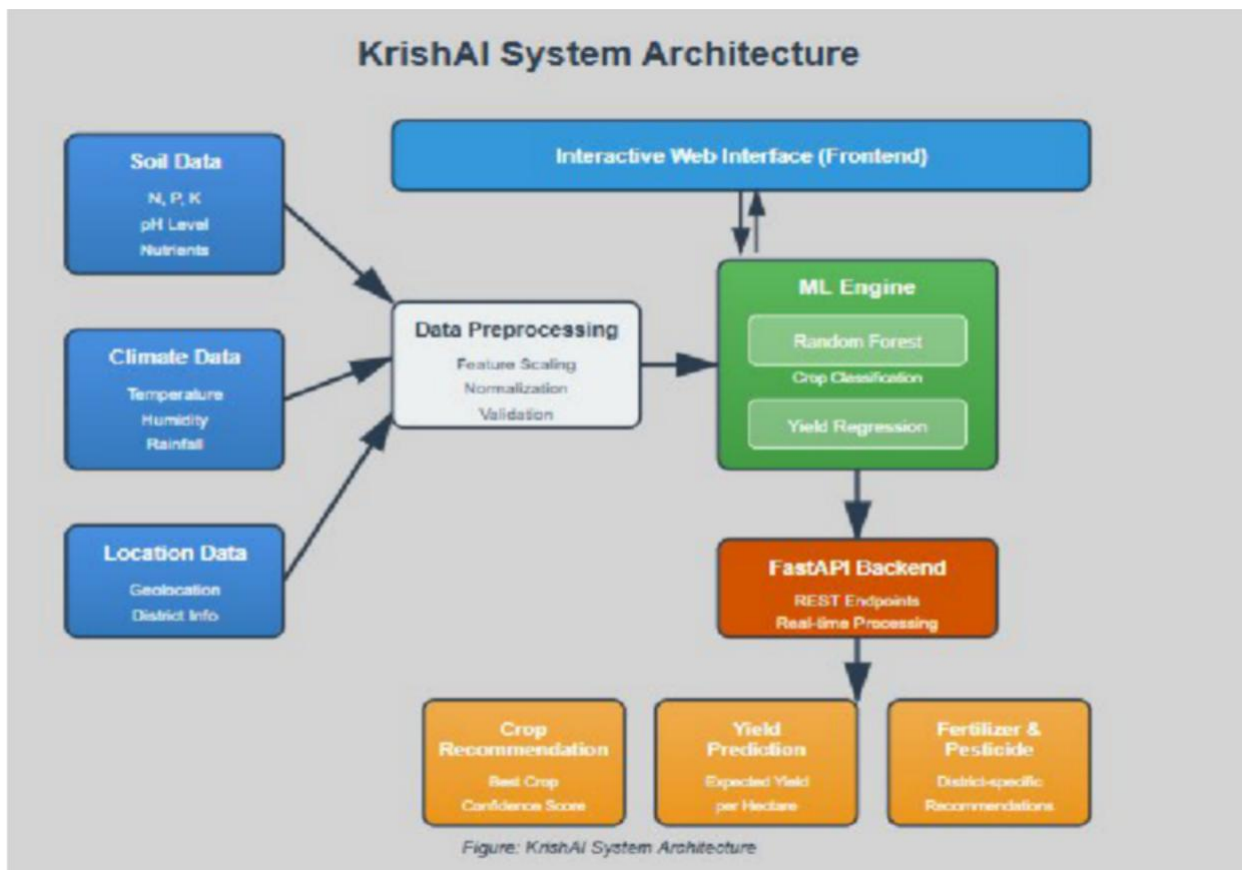 KrishAI System Architecture
Soil Data
N, P, K
pH Level
Nutrients
Climate Data
Temperature
Humidity
Rainfall
Location Data
Geolocation
District Info
Data Preprocessing
Feature Scaling
Normalization
Validation
Interactive Web Interface (Frontend)
ML Engine
Random Forest
Crop Classification
Yield Regression
FastAPI Backend
REST Endpoints
Real-time Processing
Crop
Recommendation
Best Crop
Confidence Score
Yield
Prediction
Expected Yield
per Hectare
Fertilizer &
Pesticide
District-specific
Recommendations
Figure: KrishAI System Architecture